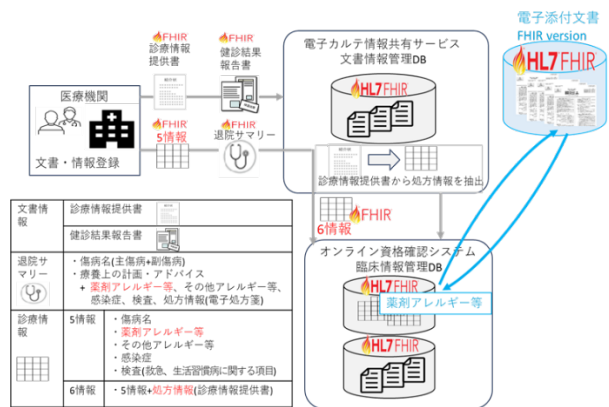 電子添付文書
FHIR version
HL7 FHIR
FHIR
診療情報
提供書
FHIR
健診結果
報告書
電子カルテ情報共有サービス
文書情報管理DB
HL7 FHIR
医療機関
文書・情報登録
FHIR
5情報
FHIR
退院サマリー
診療情報提供書から処方情報を抽出
FHIR
6情報
オンライン資格確認システム
臨床情報管理DB
HL7 FHIR
薬剤アレルギー等
HL7 FHIR
文書情
報
診療情報提供書
健診結果報告書
退院サ
マリー
・傷病名(主傷病+副傷病)
・療養上の計画・アドバイス
+ 薬剤アレルギー等、その他アレルギー等、
感染症、検査、処方情報(電子処方箋)
診療情
報
5情報
・傷病名
・薬剤アレルギー等
・その他アレルギー等
・感染症
・検査(救急、生活習慣病に関する項目)
6情報
・5情報+処方情報(診療情報提供書)